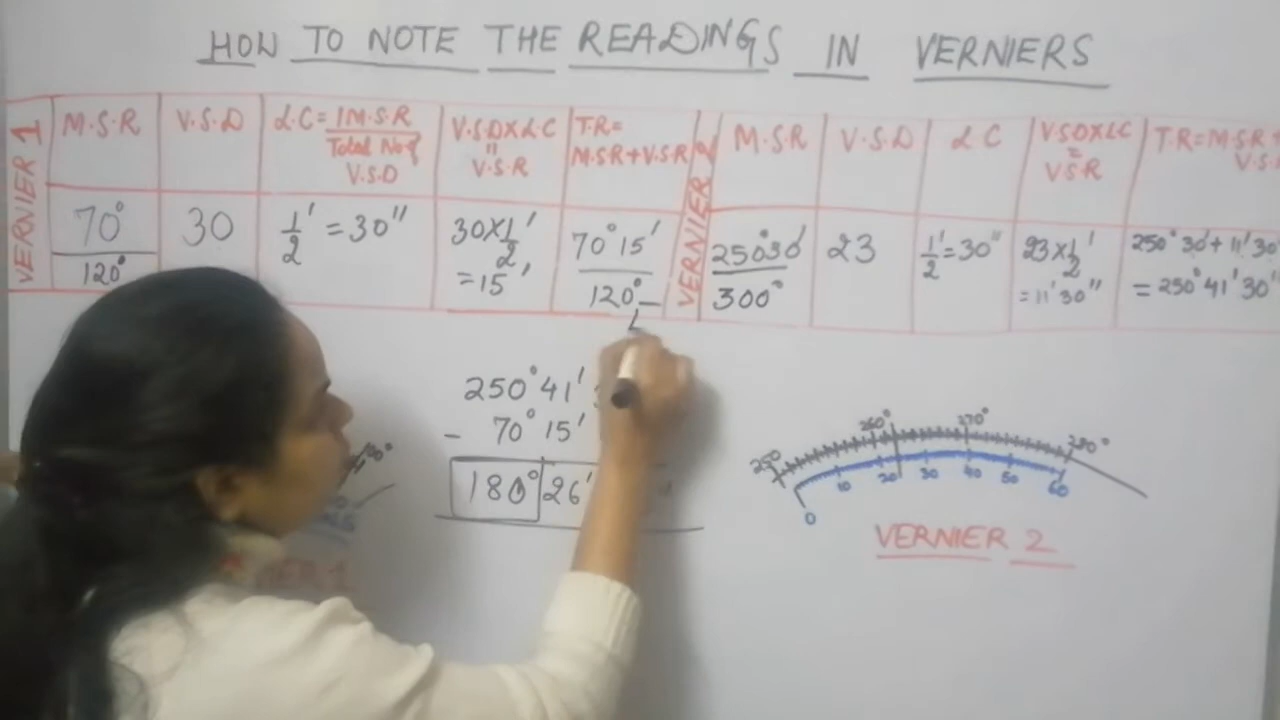 HOW TO NOTE THE READINGS IN VERNIERS
VERNIER 1
M.S.R
V.S.D
L.C = 1 M.S.R
Total No of
V.S.D
V.S.D X L.C
=
V.S.R
T.R =
M.S.R + V.S.R
VERNIER 2
M.S.R
V.S.D
L.C
V.S.D X L.C
=
V.S.R
T.R = M.S.R +
70°
120°
30
1/2' = 30"
30 X 1/2'
= 15'
70° 15'
120°
250°30'
300°
23
1/2' = 30"
23 X 1/2'
= 11' 30"
250° 30' + 11' 30
= 250° 41' 30"
250° 41'
- 70° 15'
180° 26'
250 260° 270° 280°
0 10 20 30 40 50 60
VERNIER 2